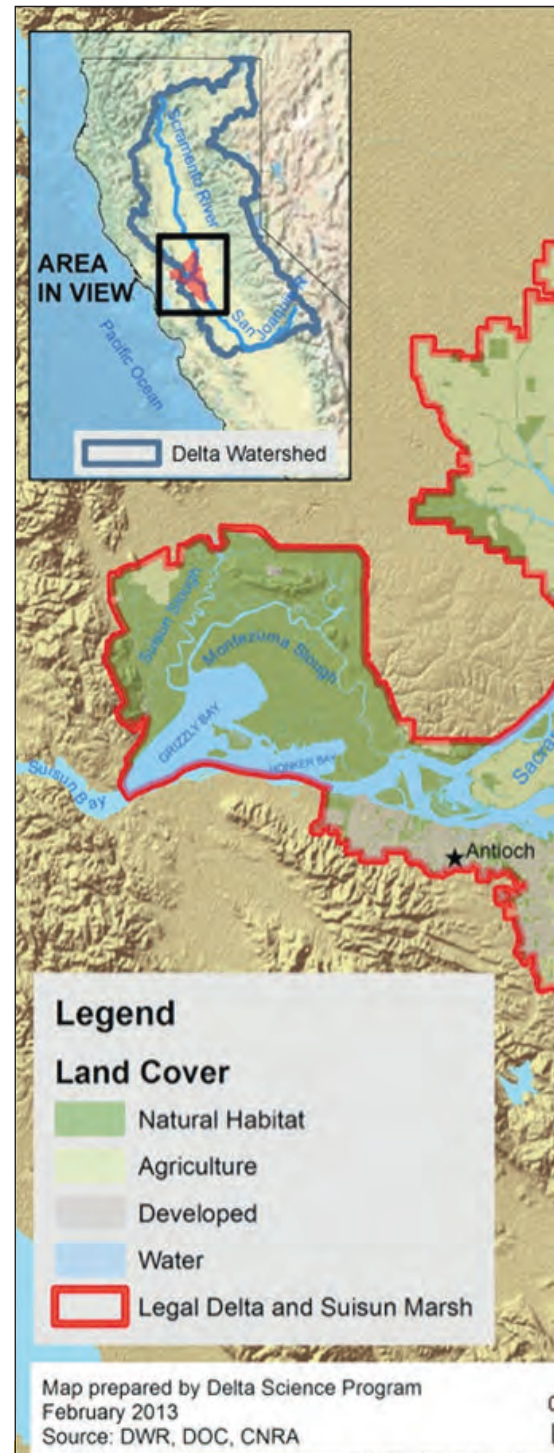 Scramento River
AREA
IN VIEW
San Joaquin R.
Pacific Ocean
Delta Watershed
Suisun Slough
Montezuma Slough
GRIZZLY BAY
HONKER BAY
Suisun Bay
Antioch
Legend
Land Cover
Natural Habitat
Agriculture
Developed
Water
Legal Delta and Suisun Marsh
Map prepared by Delta Science Program
February 2013
Source: DWR, DOC, CNRA